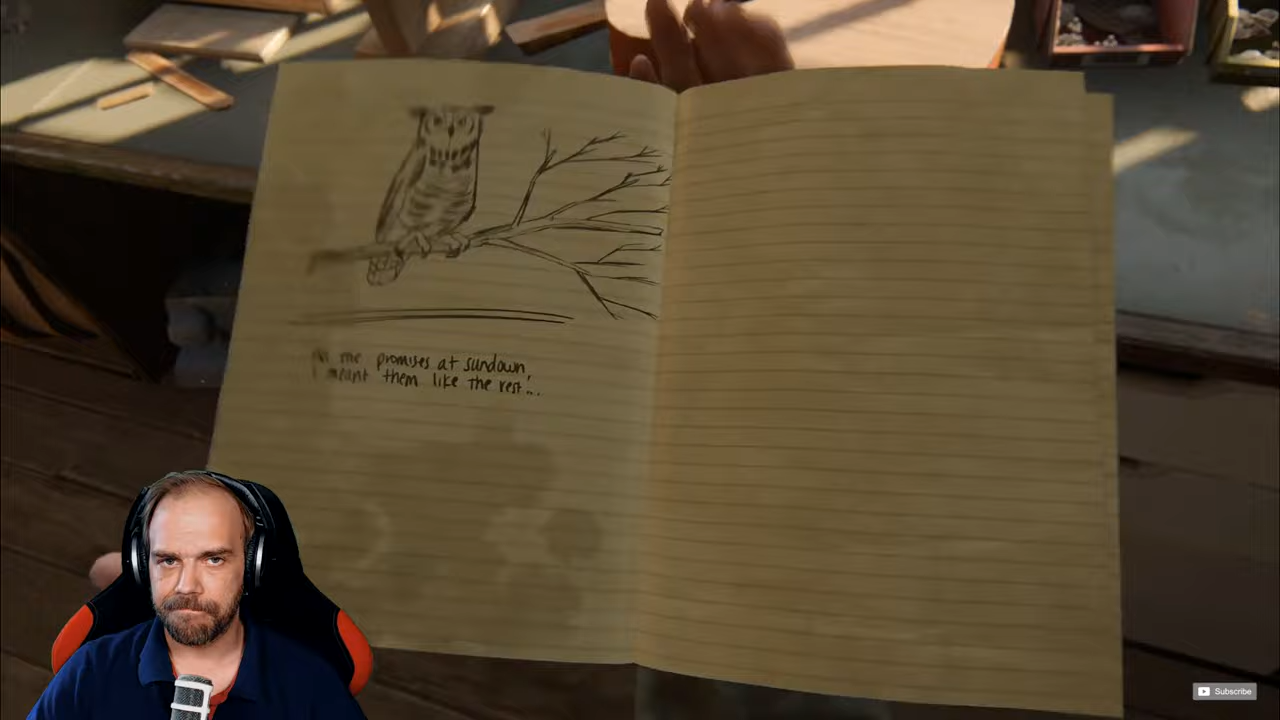 All the promises at sundown,
I meant them like the rest'...
Subscribe